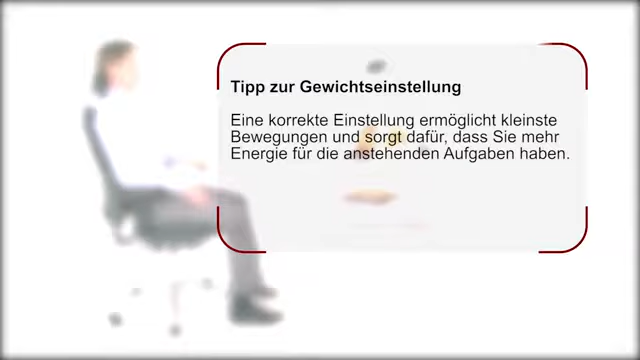 Tipp zur Gewichtseinstellung
Eine korrekte Einstellung ermöglicht kleinste
Bewegungen und sorgt dafür, dass Sie mehr
Energie für die anstehenden Aufgaben haben.